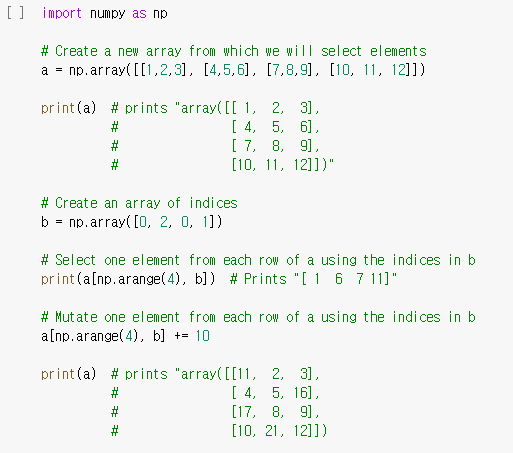 [ ] import numpy as np
# Create a new array from which we will select elements
a = np.array([[1,2,3], [4,5,6], [7,8,9], [10, 11, 12]])
print(a)  # prints "array([[ 1,  2,  3],
#                [ 4,  5,  6],
#                [ 7,  8,  9],
#                [10, 11, 12]])"
# Create an array of indices
b = np.array([0, 2, 0, 1])
# Select one element from each row of a using the indices in b
print(a[np.arange(4), b])  # Prints "[ 1  6  7 11]"
# Mutate one element from each row of a using the indices in b
a[np.arange(4), b] += 10
print(a)  # prints "array([[11,  2,  3],
#                [ 4,  5, 16],
#                [17,  8,  9],
#                [10, 21, 12]])